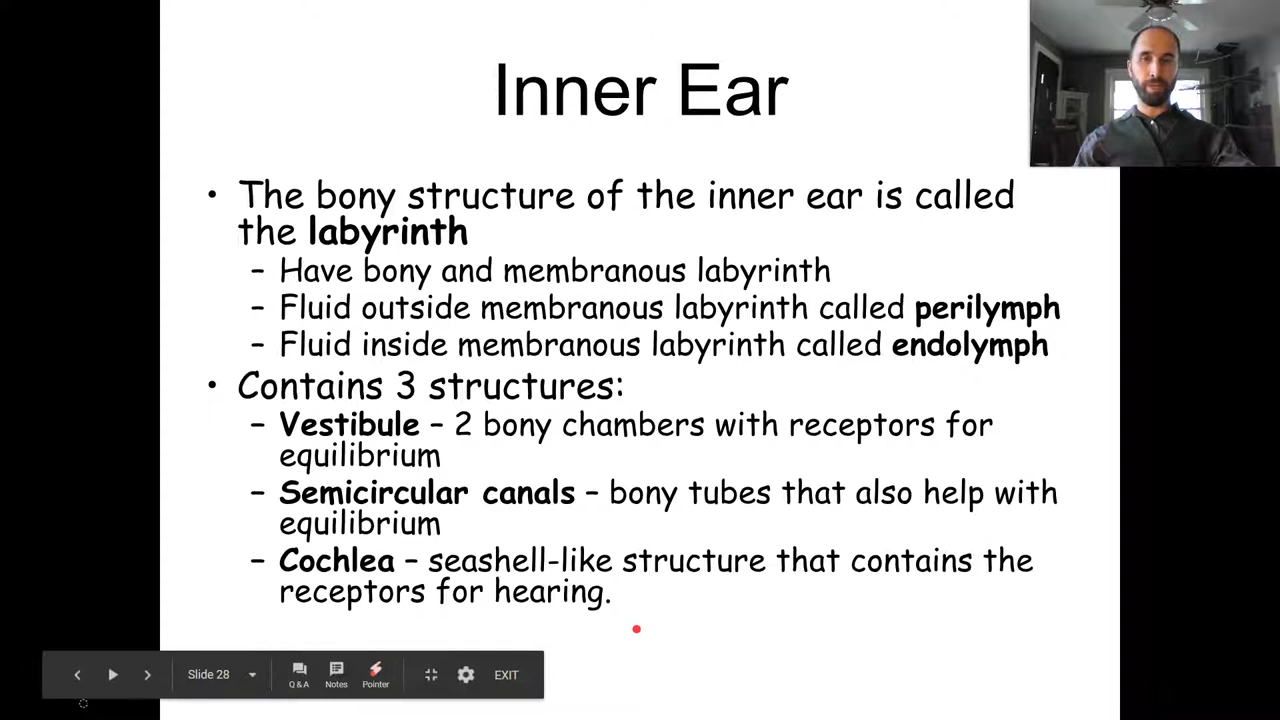 Inner Ear
• The bony structure of the inner ear is called
the labyrinth
– Have bony and membranous labyrinth
– Fluid outside membranous labyrinth called perilymph
– Fluid inside membranous labyrinth called endolymph
• Contains 3 structures:
– Vestibule – 2 bony chambers with receptors for
equilibrium
– Semicircular canals – bony tubes that also help with
equilibrium
– Cochlea – seashell-like structure that contains the
receptors for hearing.
Slide 28
Q & A
Notes
Pointer
EXIT